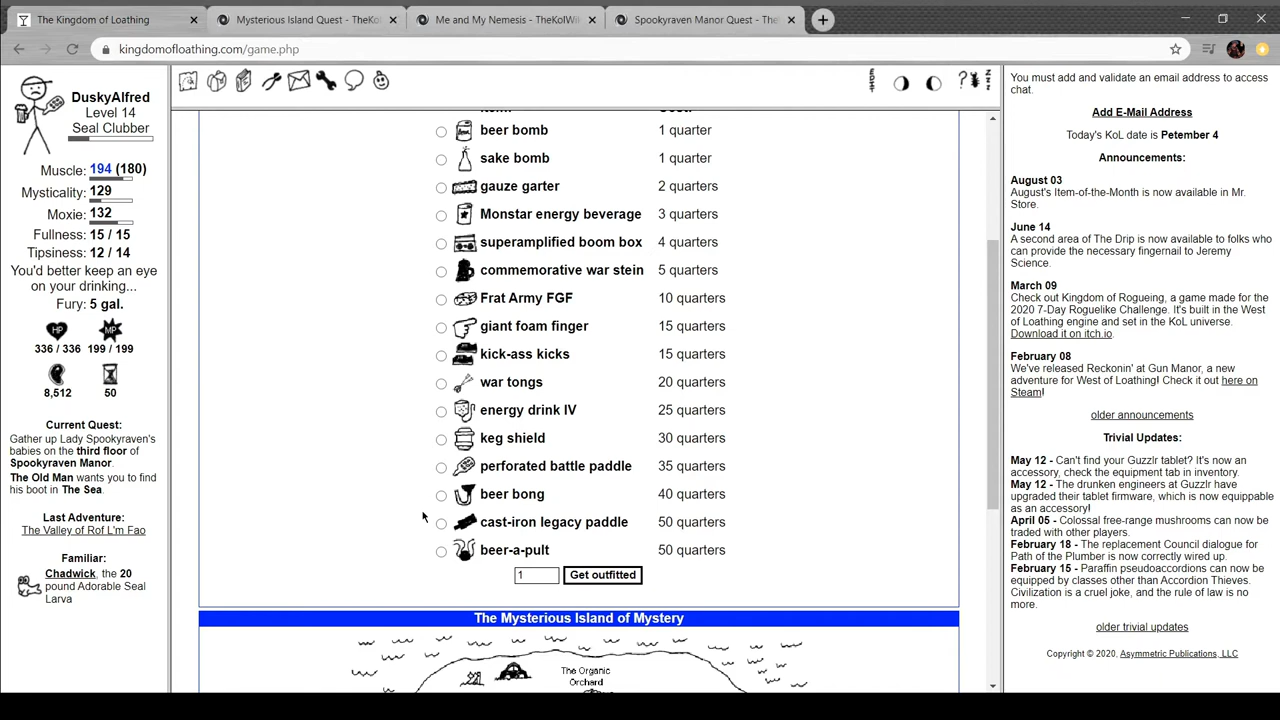 The Kingdom of Loathing
Mysterious Island Quest - TheKol
Me and My Nemesis - TheKolWik
Spookyraven Manor Quest - The
kingdomofloathing.com/game.php
DuskyAlfred
Level 14
Seal Clubber
Muscle: 194 (180)
Mysticality: 129
Moxie: 132
Fullness: 15 / 15
Tipsiness: 12 / 14
You'd better keep an eye
on your drinking...
Fury: 5 gal.
HP
MP
336 / 336
199 / 199
8,512
50
Current Quest:
Gather up Lady Spookyraven's
babies on the third floor of
Spookyraven Manor.
The Old Man wants you to find
his boot in The Sea.
Last Adventure:
The Valley of Rof L'm Fao
Familiar:
Chadwick, the 20
pound Adorable Seal
Larva
beer bomb 1 quarter
sake bomb 1 quarter
gauze garter 2 quarters
Monstar energy beverage 3 quarters
superamplified boom box 4 quarters
commemorative war stein 5 quarters
Frat Army FGF 10 quarters
giant foam finger 15 quarters
kick-ass kicks 15 quarters
war tongs 20 quarters
energy drink IV 25 quarters
keg shield 30 quarters
perforated battle paddle 35 quarters
beer bong 40 quarters
cast-iron legacy paddle 50 quarters
beer-a-pult 50 quarters
1 Get outfitted
The Mysterious Island of Mystery
The Organic
Orchard
You must add and validate an email address to access
chat.
Add E-Mail Address
Today's KoL date is Petember 4
Announcements:
August 03
August's Item-of-the-Month is now available in Mr.
Store.
June 14
A second area of The Drip is now available to folks who
can provide the necessary fingernail to Jeremy
Science.
March 09
Check out Kingdom of Rogueing, a game made for the
2020 7-Day Roguelike Challenge. It's built in the West
of Loathing engine and set in the KoL universe.
Download it on itch.io.
February 08
We've released Reckonin' at Gun Manor, a new
adventure for West of Loathing! Check it out here on
Steam!
older announcements
Trivial Updates:
May 12 - Can't find your Guzzlr tablet? It's now an
accessory, check the equipment tab in inventory.
May 12 - The drunken engineers at Guzzlr have
upgraded their tablet firmware, which is now equippable
as an accessory!
April 05 - Colossal free-range mushrooms can now be
traded with other players.
February 18 - The replacement Council dialogue for
Path of the Plumber is now correctly wired up.
February 15 - Paraffin pseudoaccordions can now be
equipped by classes other than Accordion Thieves.
Civilization is a cruel joke, and the rule of law is no
more.
older trivial updates
Copyright © 2020, Asymmetric Publications, LLC